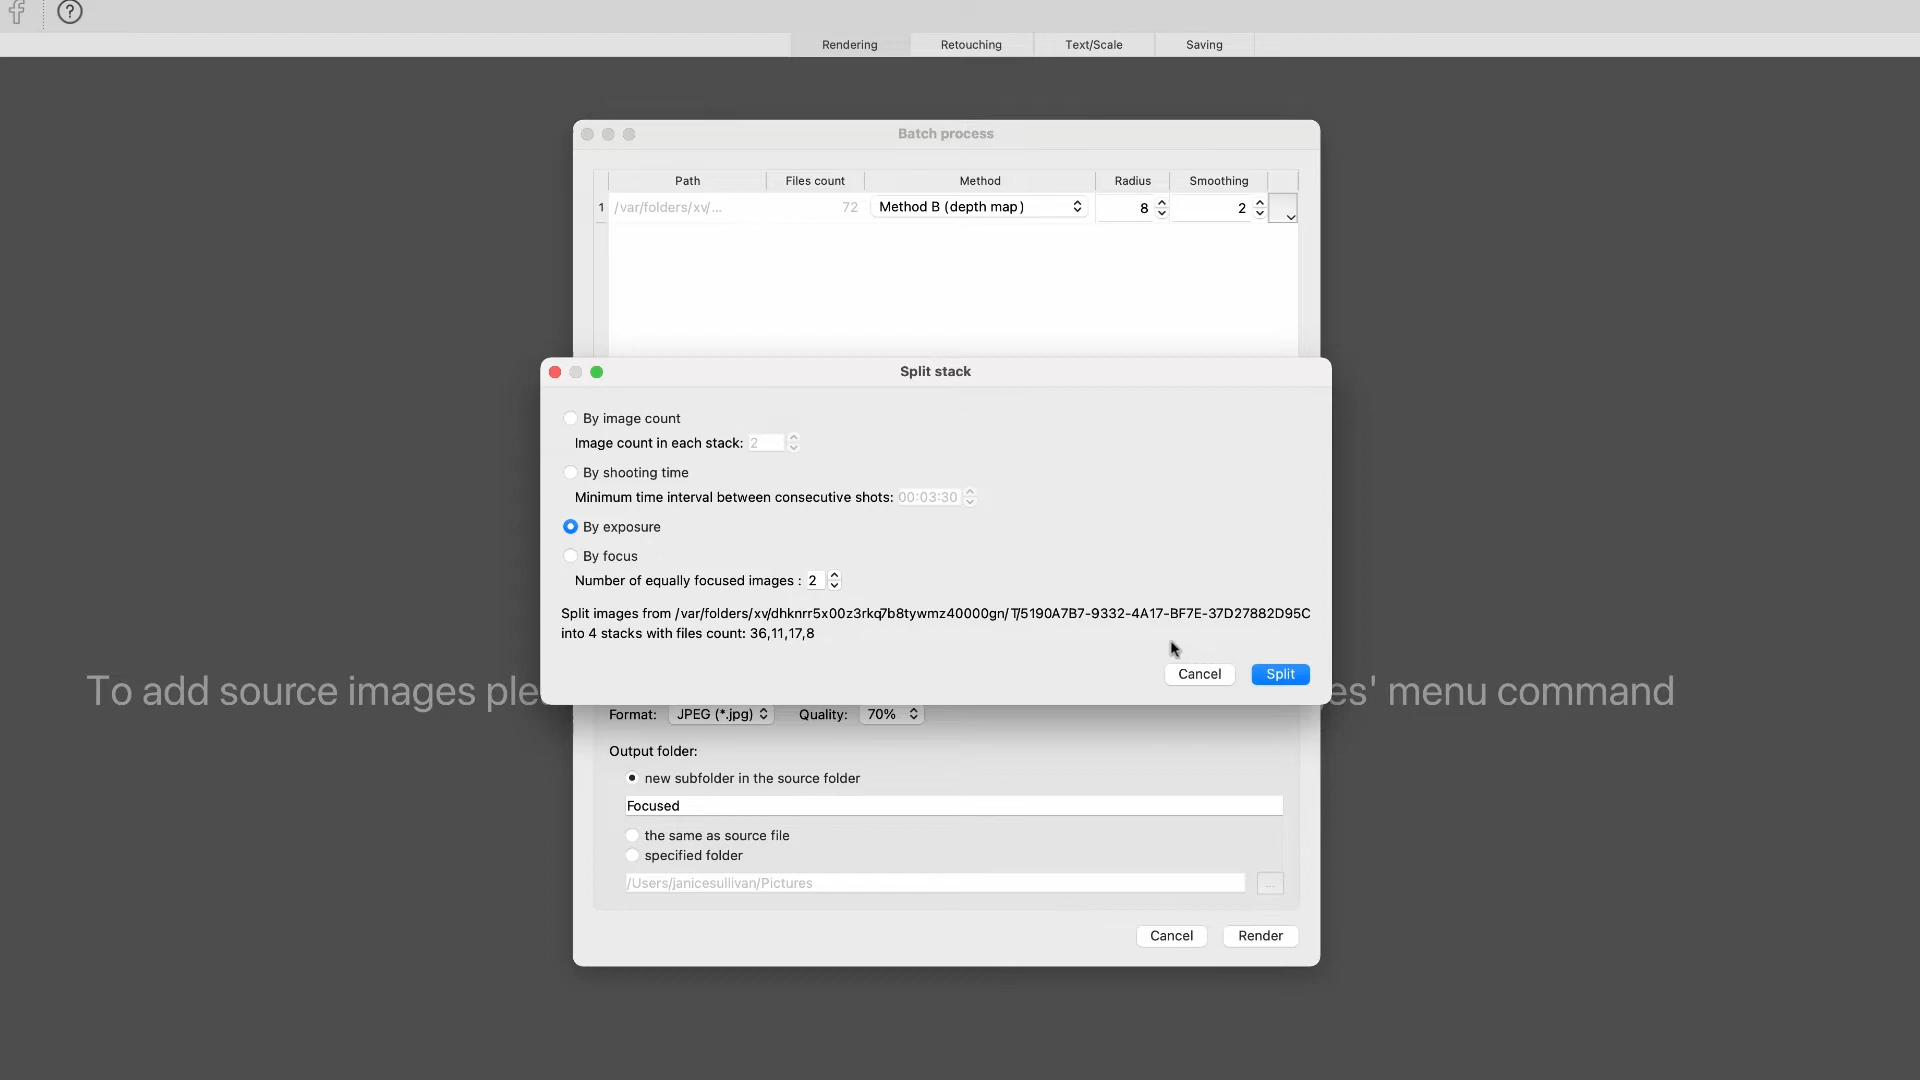 Rendering Retouching Text/Scale Saving
Batch process
Path Files count Method Radius Smoothing
1 /var/folders/xv/... 72 Method B (depth map) 8 2
Split stack
By image count
Image count in each stack: 2
By shooting time
Minimum time interval between consecutive shots: 00:03:30
By exposure
By focus
Number of equally focused images : 2
Split images from /var/folders/xv/dhknrr5x00z3rkq7b8tywmz40000gn/T/5190A7B7-9332-4A17-BF7E-37D27882D95C
into 4 stacks with files count: 36,11,17,8
Cancel Split
To add source images ple es' menu command
Format: JPEG (*.jpg) Quality: 70%
Output folder:
new subfolder in the source folder
Focused
the same as source file
specified folder
/Users/janicesullivan/Pictures ...
Cancel Render